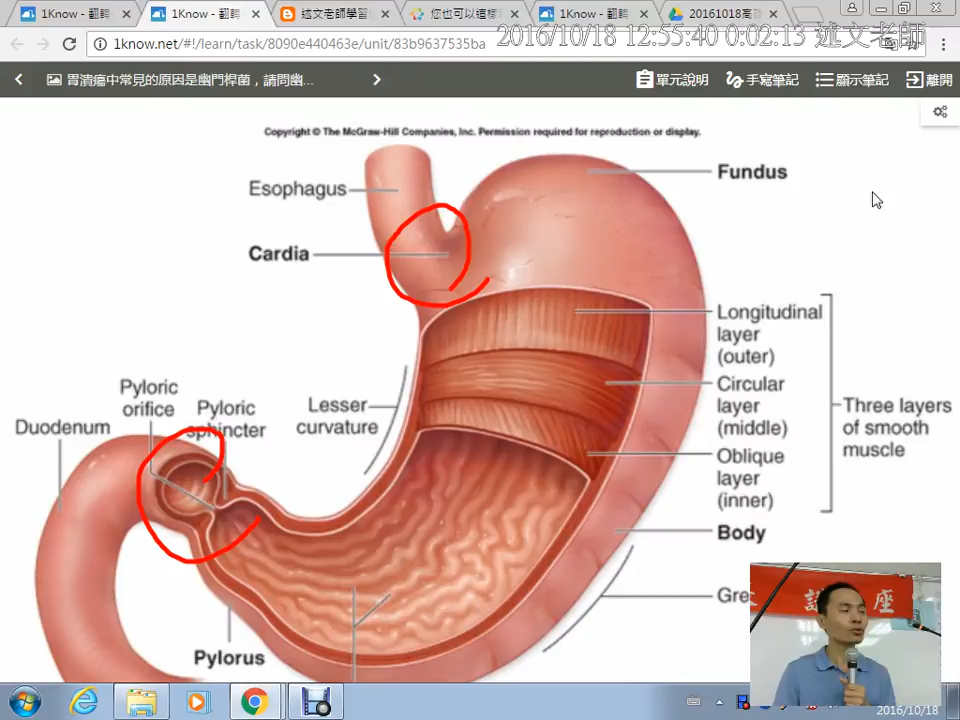 1Know - 翻轉
1Know - 翻轉
述文老師學習
您也可以這樣
1Know - 翻轉
20161018高
1know.net/#!/learn/task/8090e440463e/unit/83b9637535ba
2016/10/18 12:55:40 0:02:13 述文老師
胃潰瘍中常見的原因是幽門桿菌，請問幽...
單元說明
手寫筆記
顯示筆記
離開
Copyright © The McGraw-Hill Companies, Inc. Permission required for reproduction or display.
Esophagus
Fundus
Cardia
Longitudinal
layer
(outer)
Circular
layer
(middle)
Oblique
layer
(inner)
Three layers
of smooth
muscle
Pyloric
orifice
Pyloric
sphincter
Lesser
curvature
Duodenum
Body
Gre
Pylorus
座
2016/10/18